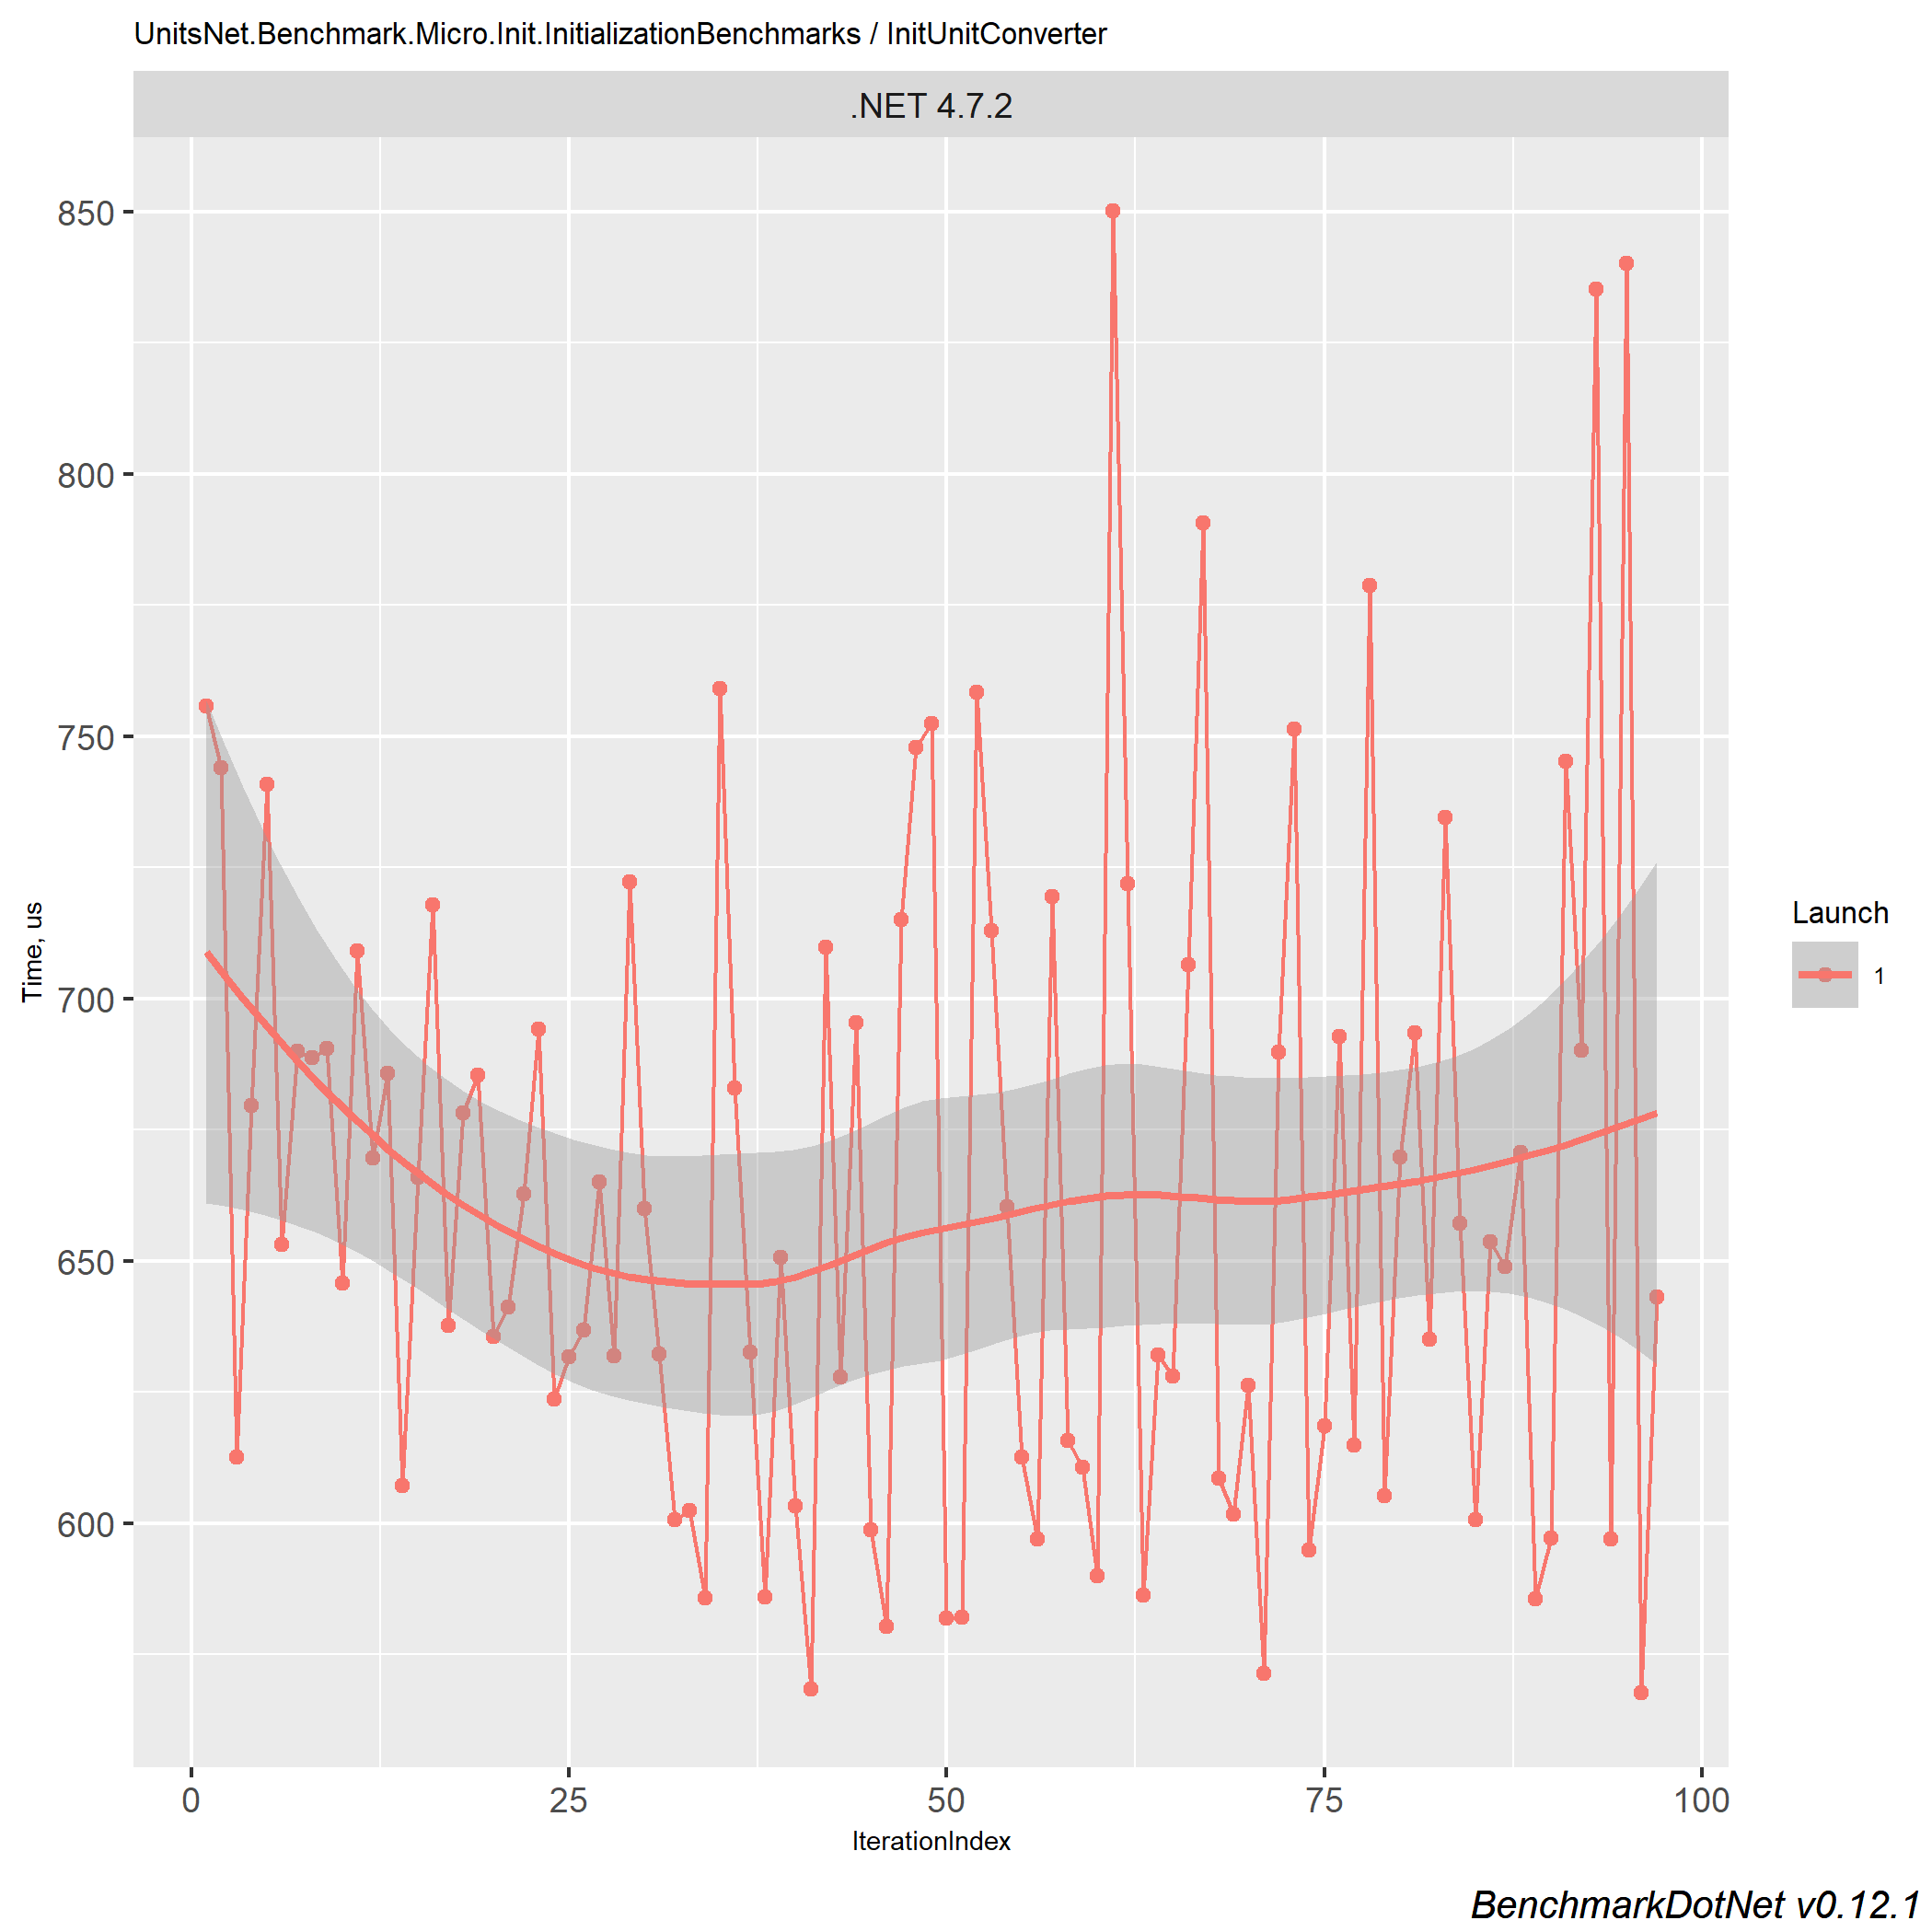 UnitsNet.Benchmark.Micro.Init.InitializationBenchmarks / InitUnitConverter
.NET 4.7.2
850
800
750
700
650
600
Time, us
0 25 50 75 100
IterationIndex
Launch
1
BenchmarkDotNet v0.12.1